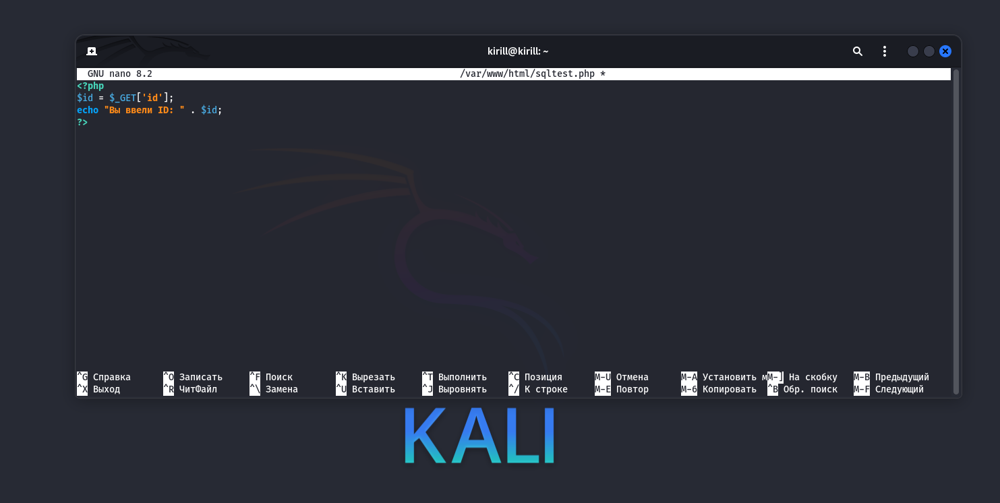 kirill@kirill: ~
GNU nano 8.2 /var/www/html/sqltest.php *
<?php
$id = $_GET['id'];
echo "Вы ввели ID: " . $id;
?>
^G Справка ^O Записать ^F Поиск ^K Вырезать ^T Выполнить ^C Позиция M-U Отмена M-A Установить мM-] На скобку M-B Предыдущий
^X Выход ^R ЧитФайл ^\ Замена ^U Вставить ^J Выровнять ^/ К строке M-E Повтор M-6 Копировать ^B Обр. поиск M-F Следующий
KALI